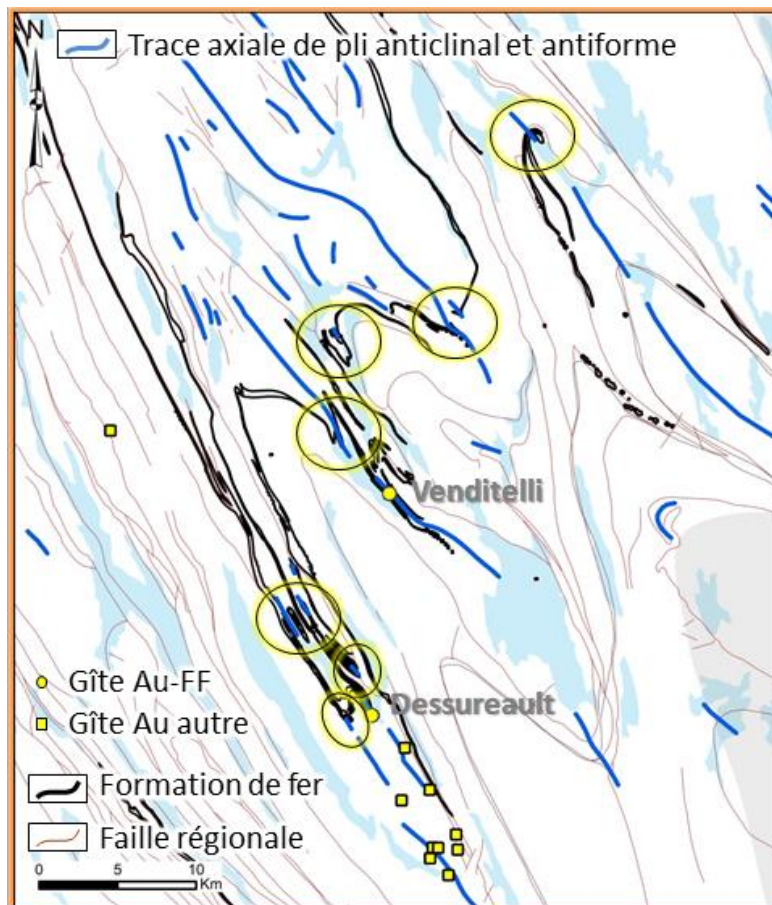 N
Trace axiale de pli anticlinal et antiforme
Venditelli
Gîte Au-FF
Dessureault
Gîte Au autre
Formation de fer
Faille régionale
0 5 10
Km